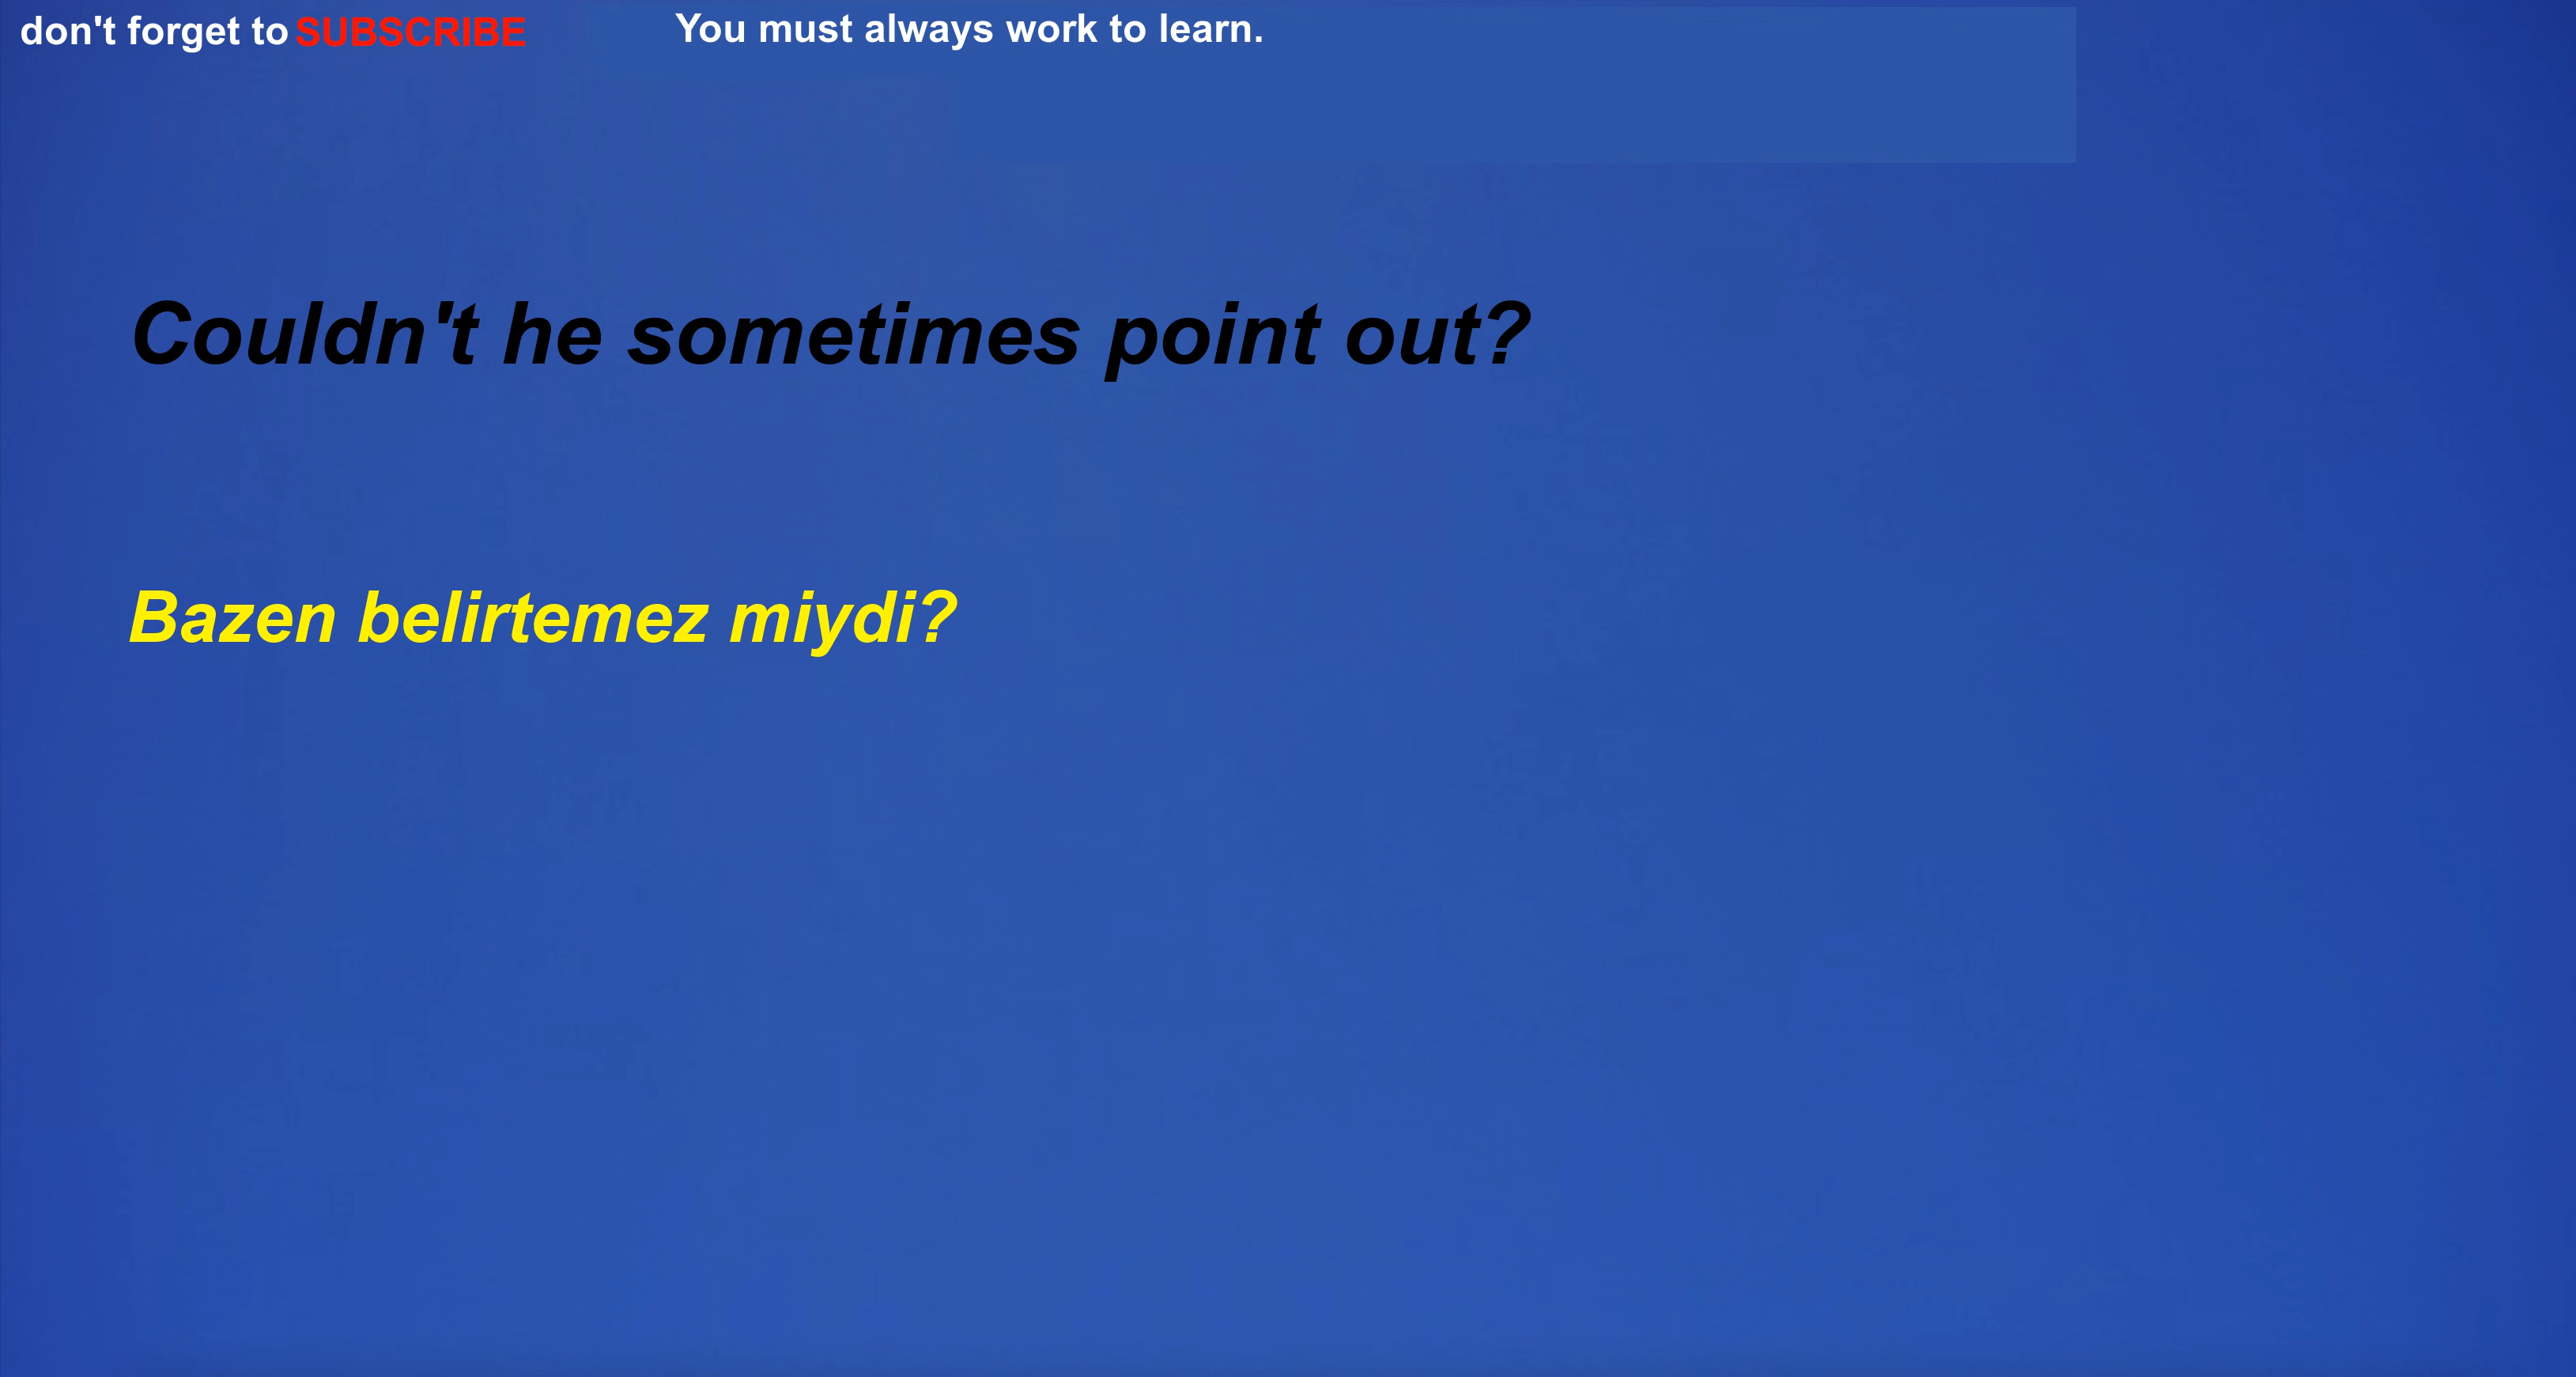 don't forget to SUBSCRIBE
You must always work to learn.
Couldn't he sometimes point out?
Bazen belirtemez miydi?